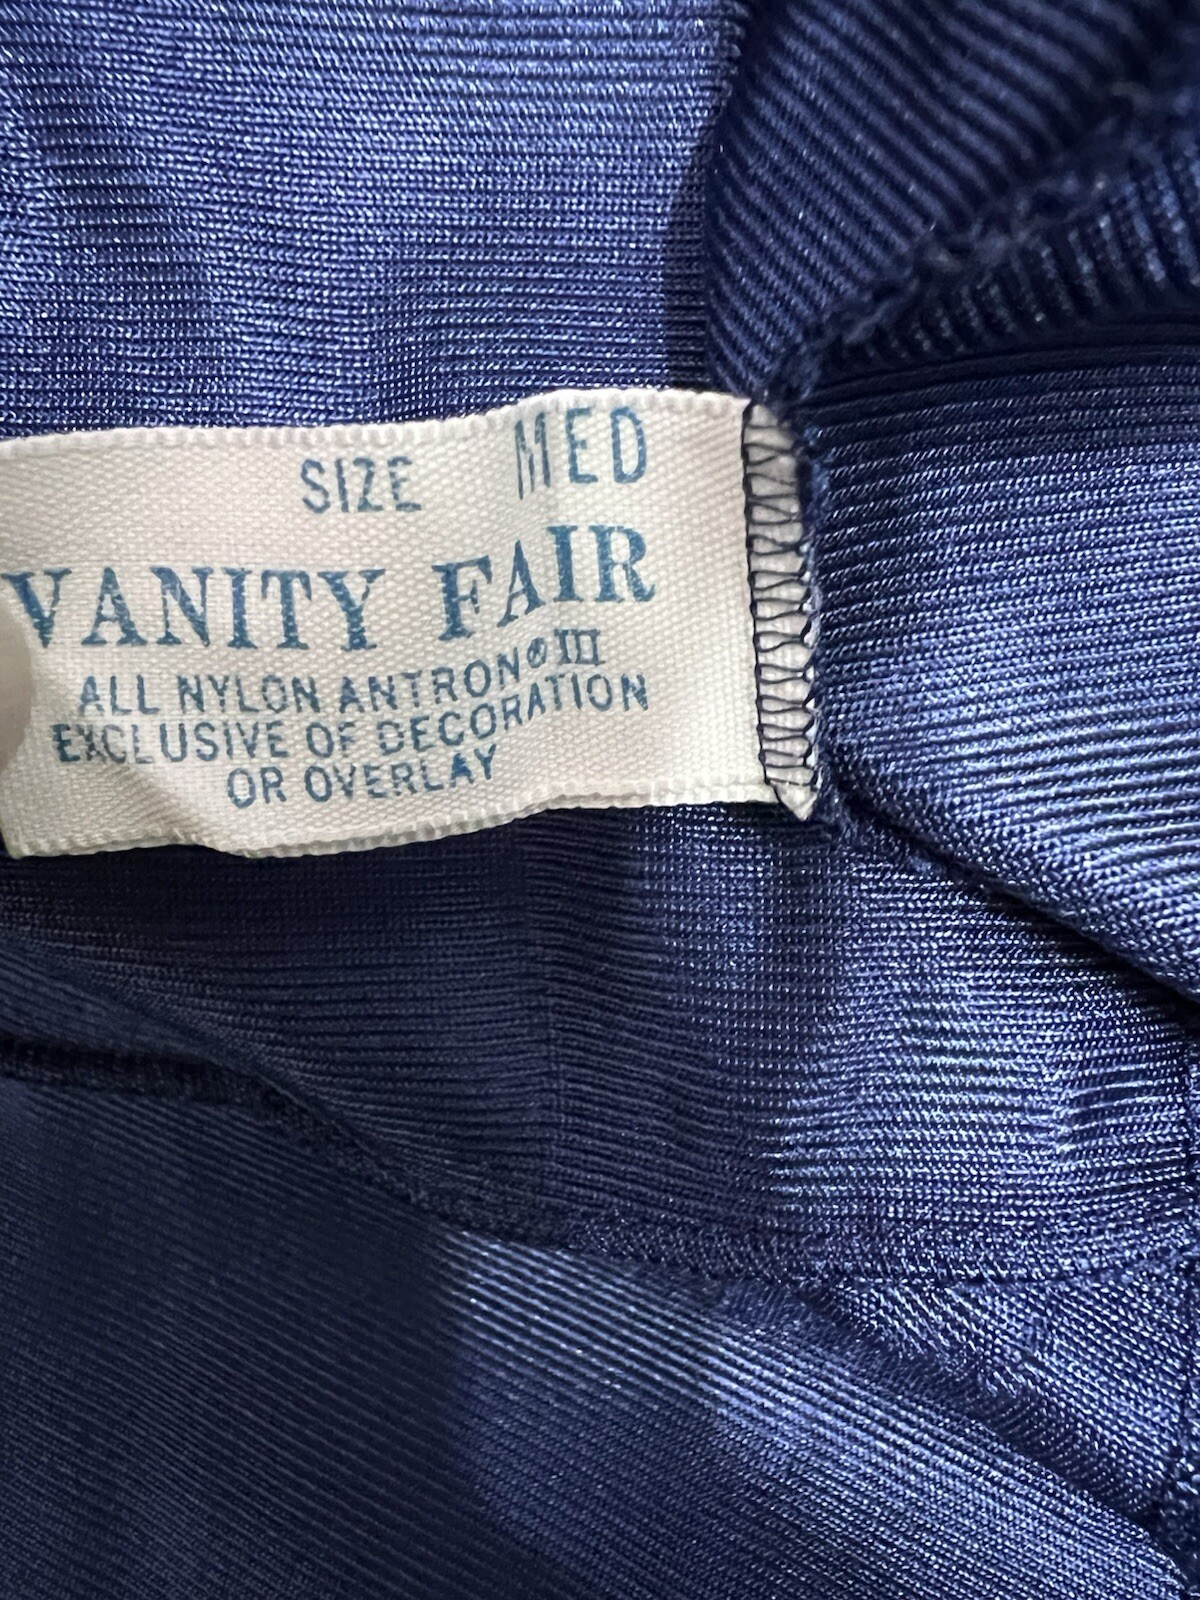 SIZE MED
VANITY FAIR
ALL NYLON ANTRON® III
EXCLUSIVE OF DECORATION
OR OVERLAY